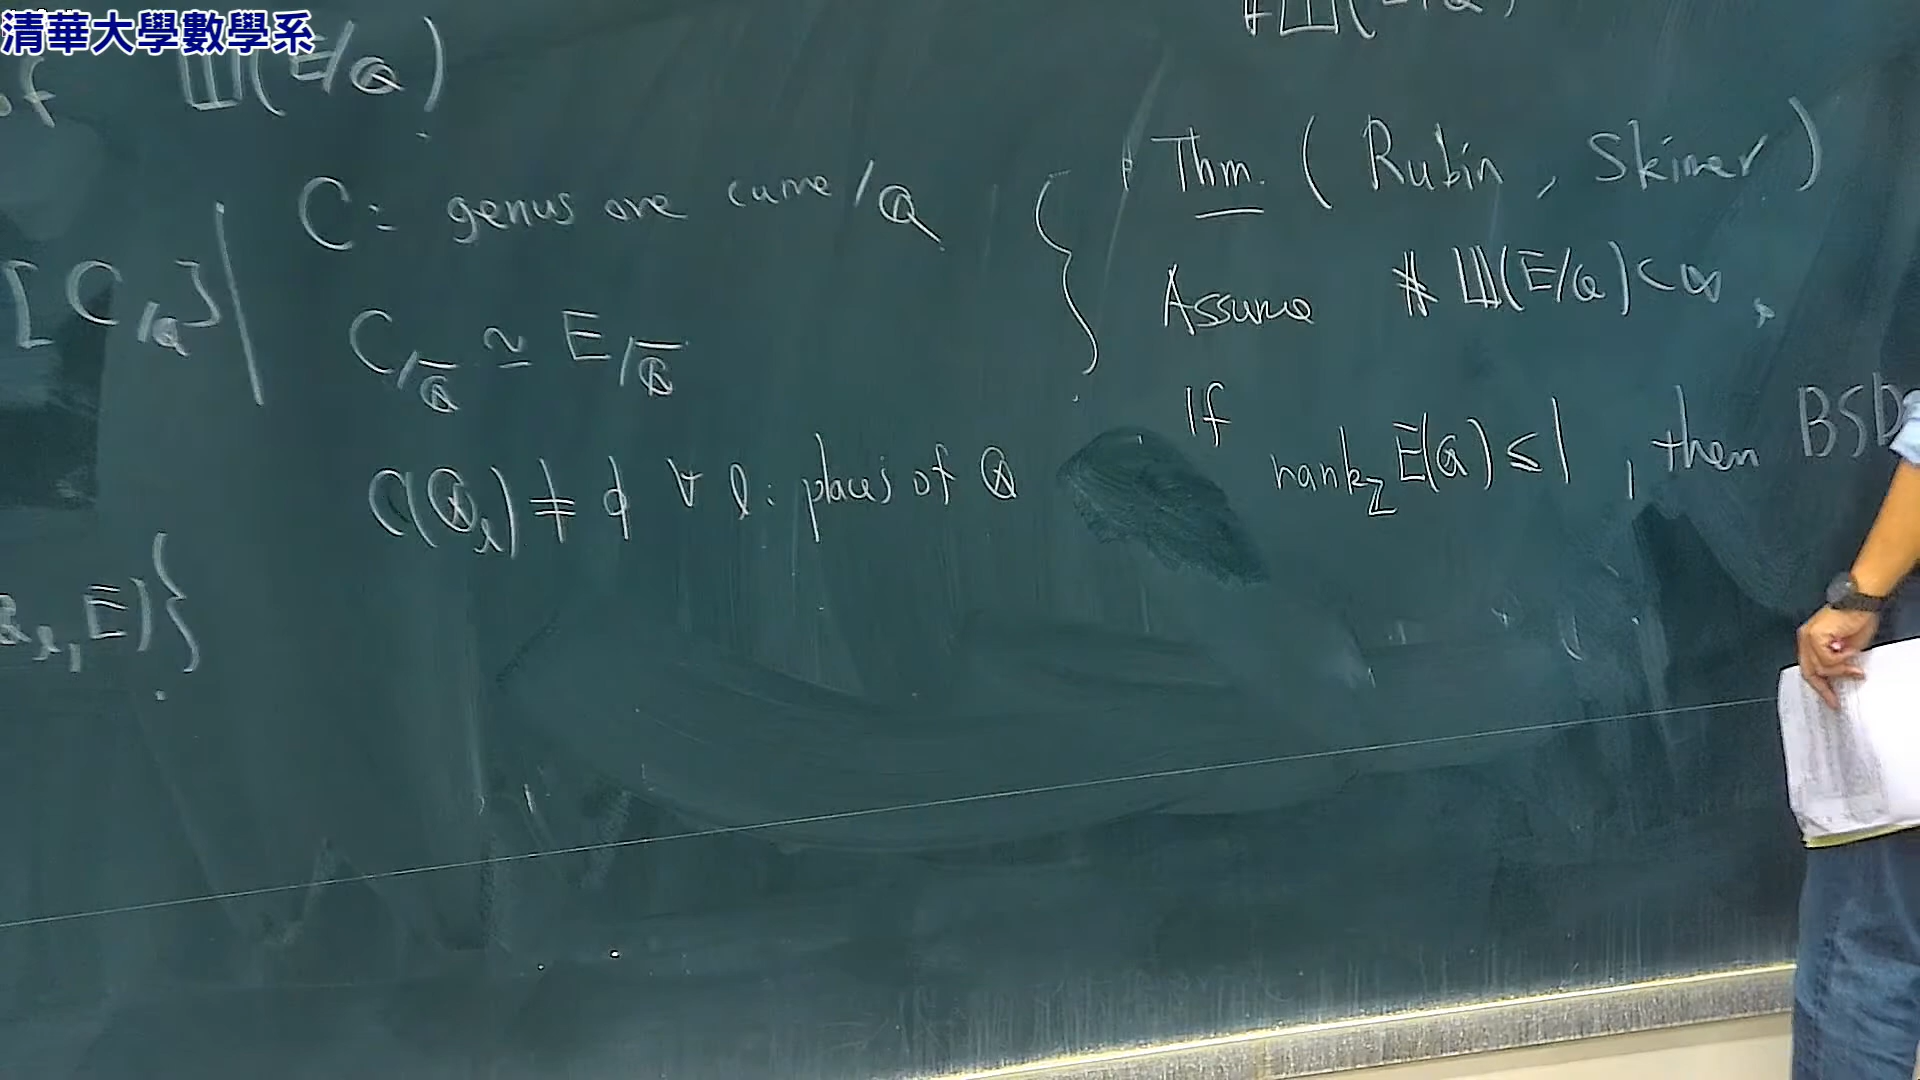 清華大學數學系
of Ш(E/Q).
[C/Q] | C: genus one curve/Q.
C/Q̄ ≃ E/Q̄
C(Q_ℓ) ≠ ϕ ∀ ℓ: places of Q }.
, E) }.
Thm. (Rubin, Skinner)
Assume # Ш(E/Q) < ∞.
If
rank_Z E(Q) ≤ 1, then BSD